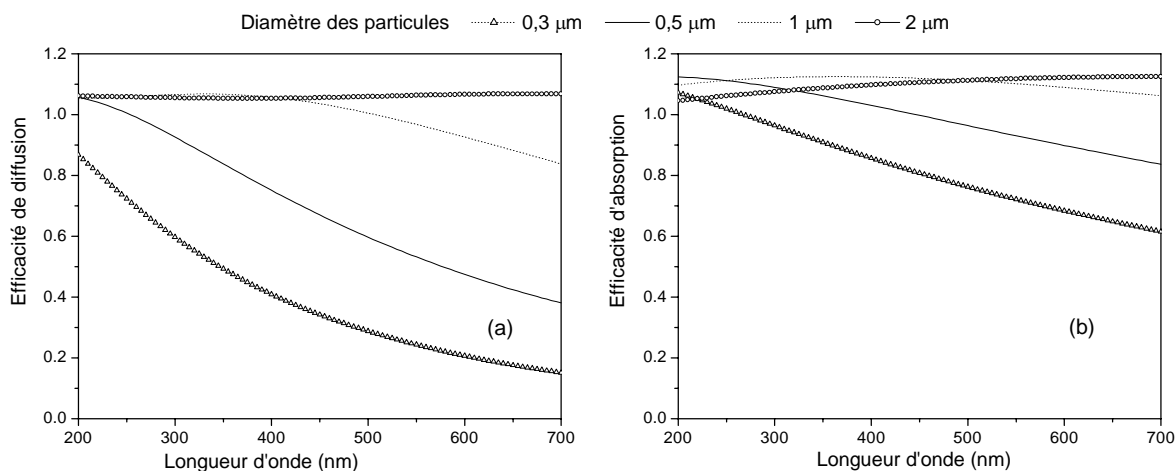 Diamètre des particules 0,3 μm 0,5 μm 1 μm 2 μm
1.2
1.0
0.8
0.6
0.4
0.2
0.0
200 300 400 500 600 700
Efficacité de diffusion
Longueur d'onde (nm)
(a)
1.2
1.0
0.8
0.6
0.4
0.2
0.0
200 300 400 500 600 700
Efficacité d'absorption
Longueur d'onde (nm)
(b)